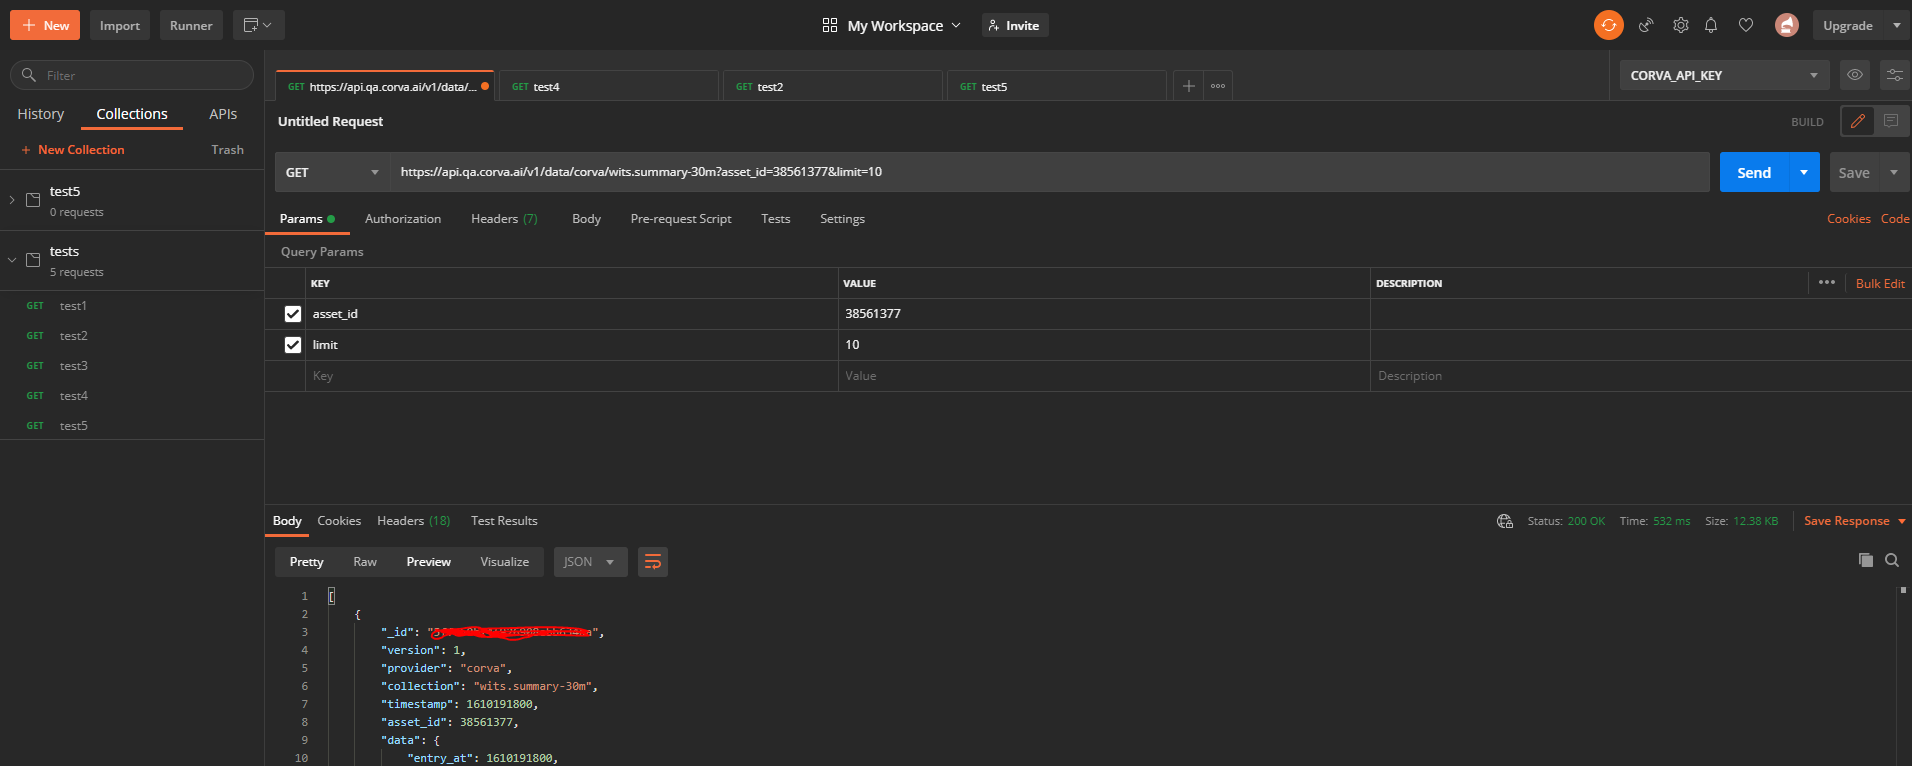 New
Import
Runner
My Workspace
Invite
Upgrade
Filter
History Collections APIs
New Collection Trash
test5
0 requests
tests
5 requests
GET test1
GET test2
GET test3
GET test4
GET test5
GET https://api.qa.corva.ai/v1/data/...
GET test4
GET test2
GET test5
CORVA_API_KEY
Untitled Request
BUILD
GET https://api.qa.corva.ai/v1/data/corva/wits.summary-30m?asset_id=38561377&limit=10
Send
Save
Params Authorization Headers (7) Body Pre-request Script Tests Settings
Cookies Code
Query Params
KEY VALUE DESCRIPTION
Bulk Edit
asset_id 38561377
limit 10
Key Value Description
Body Cookies Headers (18) Test Results
Status: 200 OK Time: 532 ms Size: 12.38 KB Save Response
Pretty Raw Preview Visualize JSON
1 [
2 {
3 "_id": "
4 "version": 1,
5 "provider": "corva",
6 "collection": "wits.summary-30m",
7 "timestamp": 1610191800,
8 "asset_id": 38561377,
9 "data": {
10 "entry_at": 1610191800,